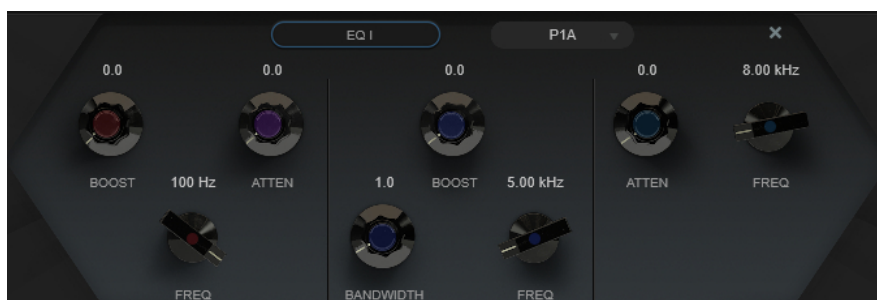 EQ I P1A
0.0 0.0 0.0 0.0 8.00 kHz
BOOST 100 Hz ATTEN 1.0 BOOST 5.00 kHz ATTEN FREQ
FREQ BANDWIDTH FREQ